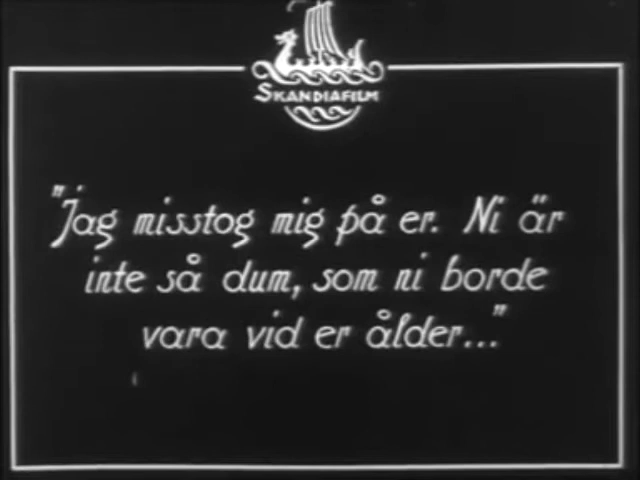 SKANDIAFILM
"Jag misstog mig på er. Ni är
inte så dum, som ni borde
vara vid er ålder..."